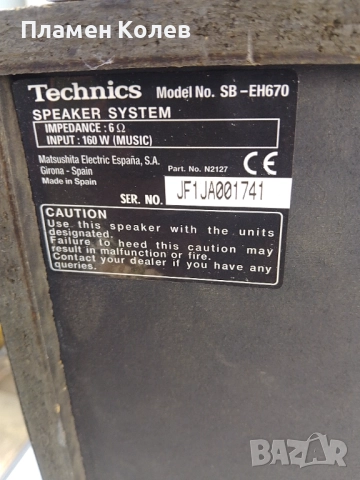 Пламен Колев
Technics Model No. SB-EH670
SPEAKER SYSTEM
IMPEDANCE : 6 Ω
INPUT : 160 W (MUSIC)
Matsushita Electric España, S.A.
Girona - Spain
Part. No. N2127
CE
Made in Spain
SER. NO. JF1JA001741
CAUTION
Use this speaker with the units
designated.
Failure to heed this caution may
result in malfunction or fire.
Contact your dealer if you have any
queries.
BAZAR